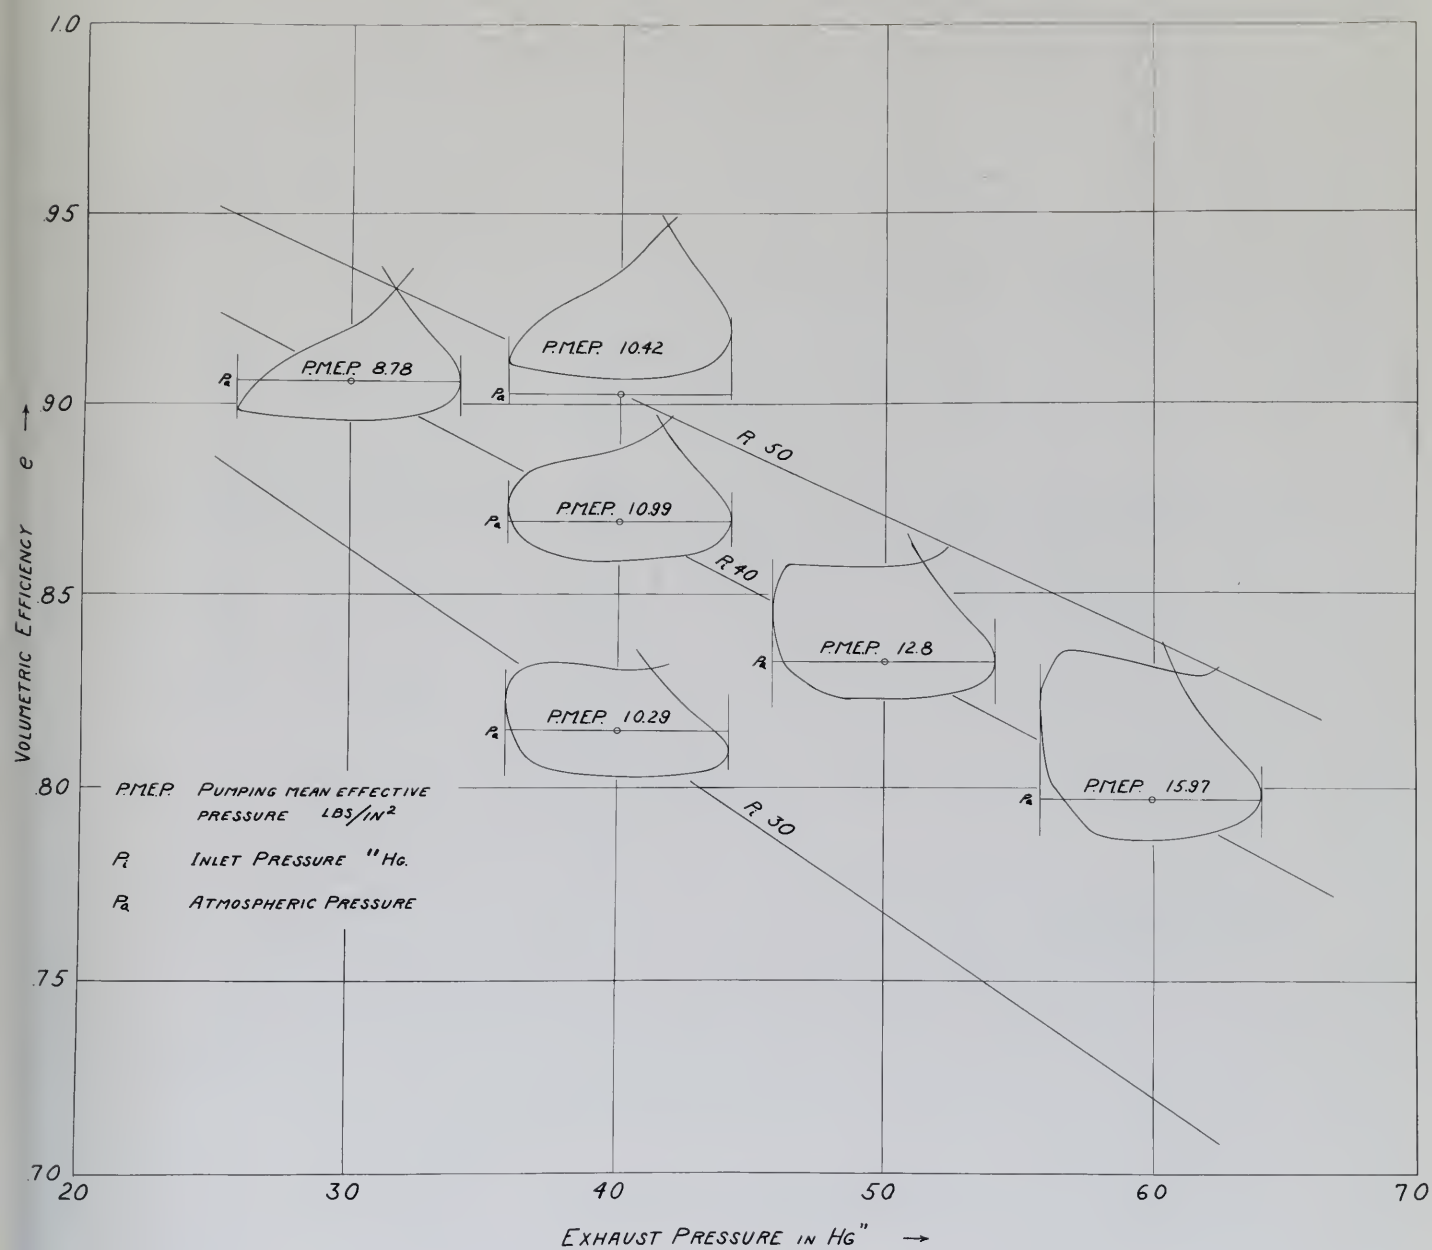 1.0
.95
P.M.E.P. 10.42
P.M.E.P. 8.78
Pa
Pa
.90
Pi 50
P.M.E.P. 10.99
Pa
Pi 40
.85
P.M.E.P. 12.8
Pa
P.M.E.P. 10.29
Pa
P.M.E.P. 15.97
Pa
.80
P.M.E.P. PUMPING MEAN EFFECTIVE
PRESSURE LBS/IN²
Pi 30
Pi INLET PRESSURE "HG.
Pa ATMOSPHERIC PRESSURE
.75
.70
20 30 40 50 60 70
EXHAUST PRESSURE IN HG" →
VOLUMETRIC EFFICIENCY e →